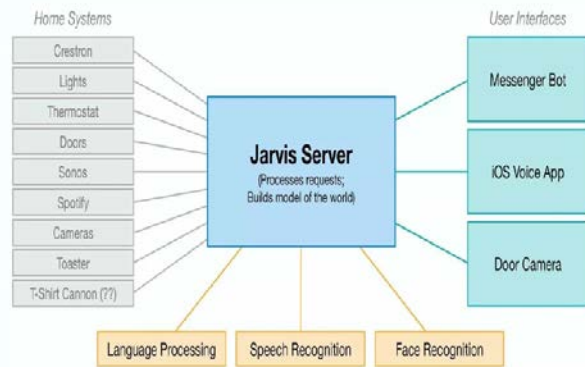 Home Systems
Crestron
Lights
Thermostat
Doors
Sonos
Spotify
Cameras
Toaster
T-Shirt Cannon (??)
Jarvis Server
(Processes requests;
Builds model of the world)
User Interfaces
Messenger Bot
iOS Voice App
Door Camera
Language Processing
Speech Recognition
Face Recognition